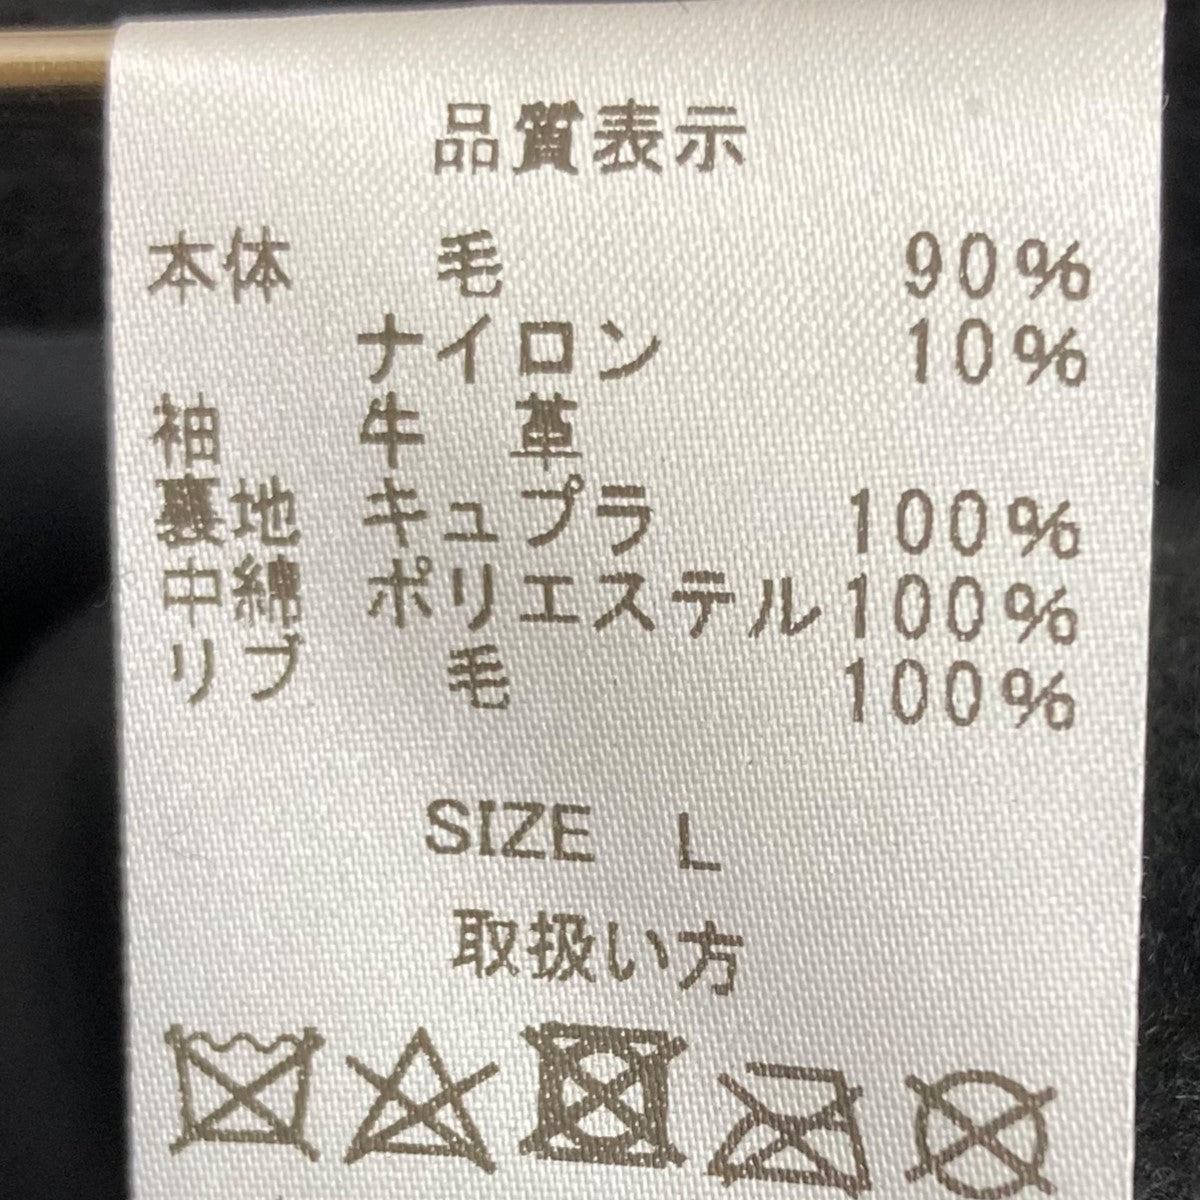 品質表示
本体 毛 90%
ナイロン 10%
袖 牛 革
裏地 キュプラ 100%
中綿 ポリエステル 100%
リブ 毛 100%
SIZE L
取扱い方